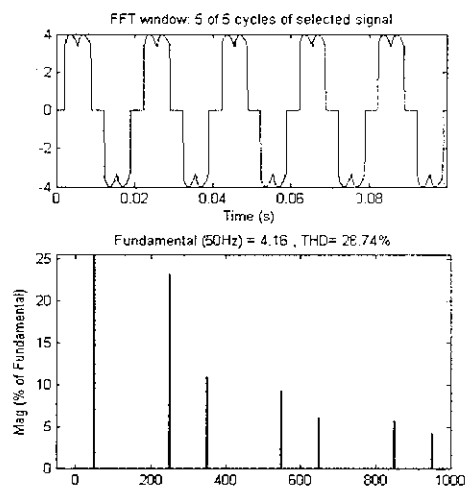 FFT window: 5 of 5 cycles of selected signal
4
2
0
-2
-4
0 0.02 0.04 0.06 0.08
Time (s)
Fundamental (50Hz) = 4.16 , THD= 28.74%
25
20
15
10
5
0
Mag (% of Fundamental)
0 200 400 600 800 1000